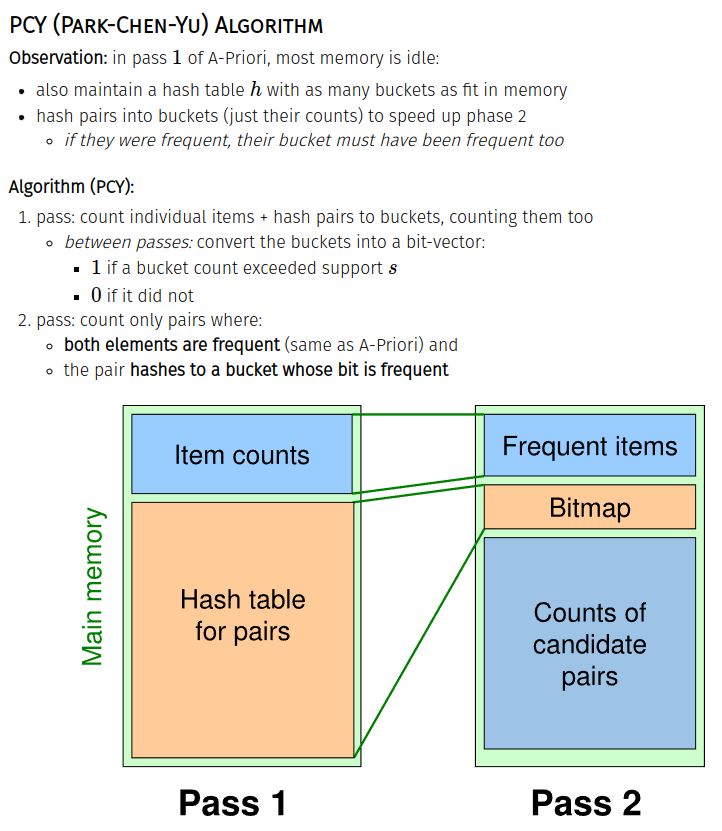 PCY (Park-Chen-Yu) Algorithm
Observation: in pass 1 of A-Priori, most memory is idle:
• also maintain a hash table h with as many buckets as fit in memory
• hash pairs into buckets (just their counts) to speed up phase 2
◦ if they were frequent, their bucket must have been frequent too
Algorithm (PCY):
1. pass: count individual items + hash pairs to buckets, counting them too
◦ between passes: convert the buckets into a bit-vector:
▪ 1 if a bucket count exceeded support s
▪ 0 if it did not
2. pass: count only pairs where:
◦ both elements are frequent (same as A-Priori) and
◦ the pair hashes to a bucket whose bit is frequent
Main memory
Item counts
Hash table
for pairs
Pass 1
Frequent items
Bitmap
Counts of
candidate
pairs
Pass 2